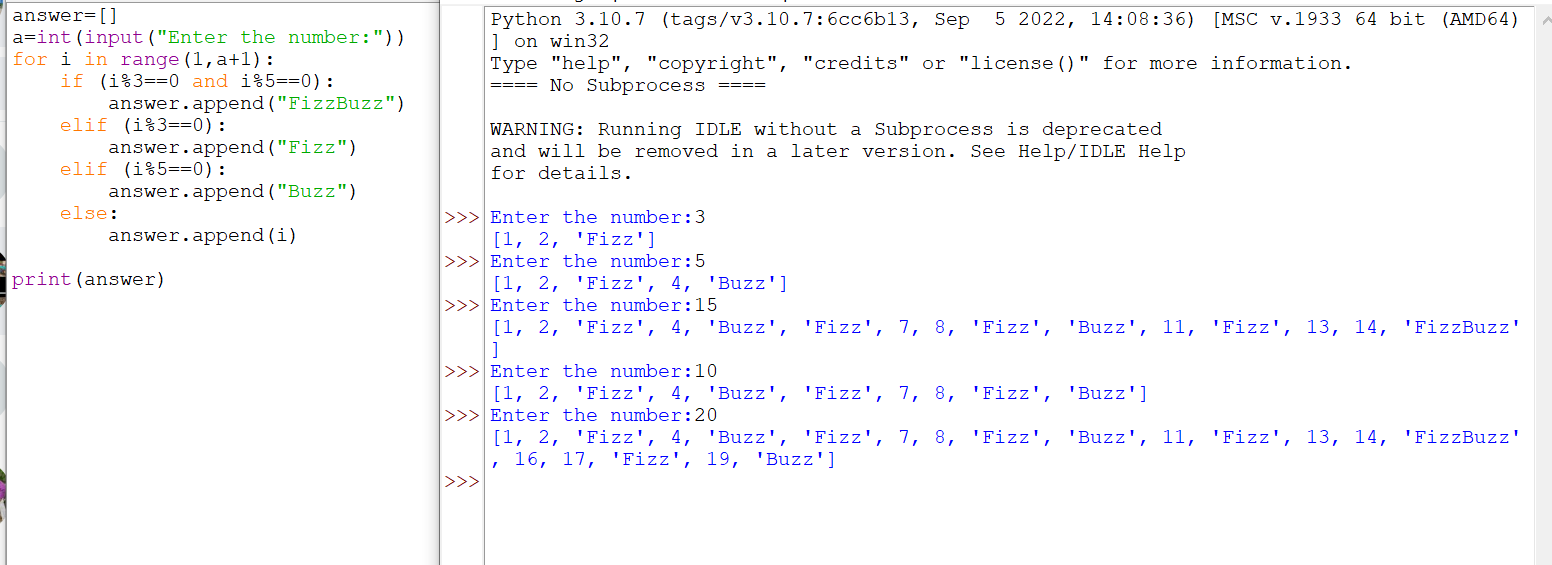 answer=[]
a=int(input("Enter the number:"))
for i in range(1,a+1):
    if (i%3==0 and i%5==0):
        answer.append("FizzBuzz")
    elif (i%3==0):
        answer.append("Fizz")
    elif (i%5==0):
        answer.append("Buzz")
    else:
        answer.append(i)
print(answer)
Python 3.10.7 (tags/v3.10.7:6cc6b13, Sep  5 2022, 14:08:36) [MSC v.1933 64 bit (AMD64)
] on win32
Type "help", "copyright", "credits" or "license()" for more information.
==== No Subprocess ====
WARNING: Running IDLE without a Subprocess is deprecated
and will be removed in a later version. See Help/IDLE Help
for details.
>>> Enter the number:3
[1, 2, 'Fizz']
>>> Enter the number:5
[1, 2, 'Fizz', 4, 'Buzz']
>>> Enter the number:15
[1, 2, 'Fizz', 4, 'Buzz', 'Fizz', 7, 8, 'Fizz', 'Buzz', 11, 'Fizz', 13, 14, 'FizzBuzz'
]
>>> Enter the number:10
[1, 2, 'Fizz', 4, 'Buzz', 'Fizz', 7, 8, 'Fizz', 'Buzz']
>>> Enter the number:20
[1, 2, 'Fizz', 4, 'Buzz', 'Fizz', 7, 8, 'Fizz', 'Buzz', 11, 'Fizz', 13, 14, 'FizzBuzz'
, 16, 17, 'Fizz', 19, 'Buzz']
>>>